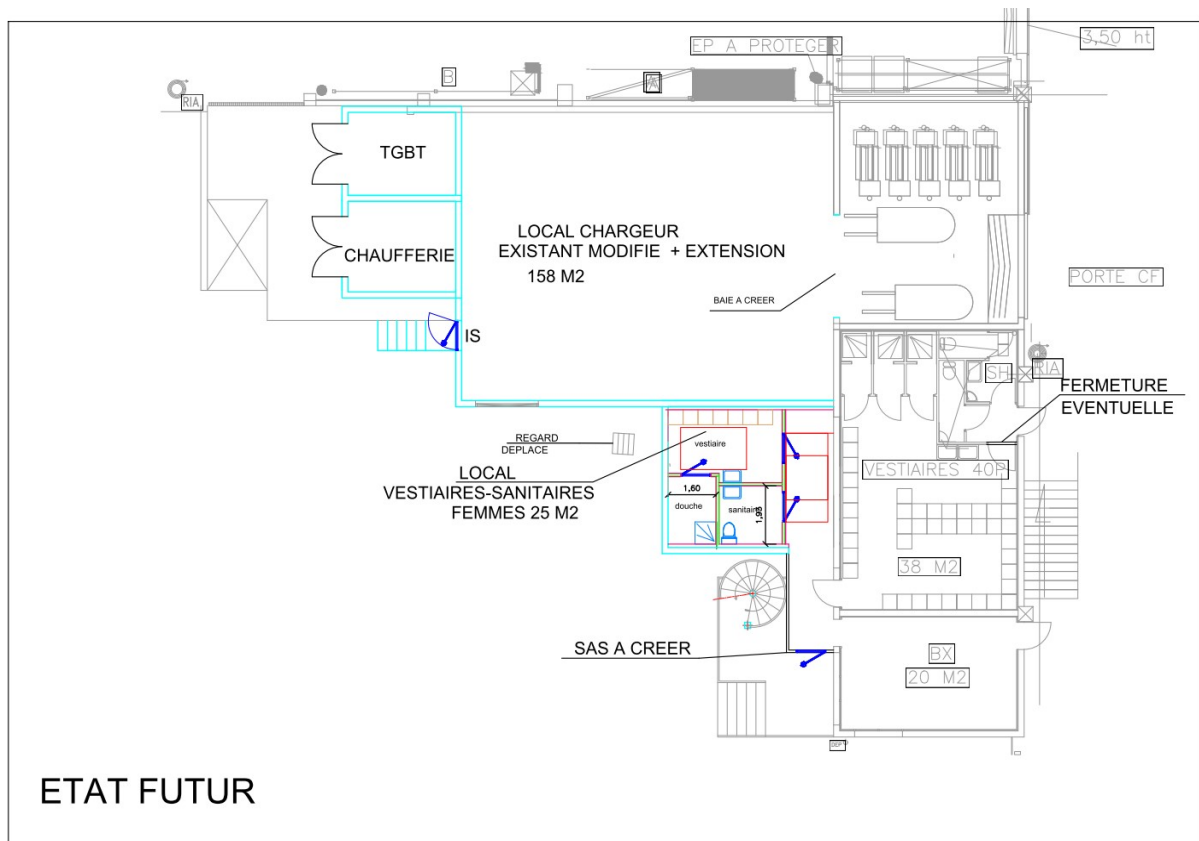 3,50 ht
EP A PROTEGER
B
RIA
TGBT
LOCAL CHARGEUR
EXISTANT MODIFIE + EXTENSION
158 M2
CHAUFFERIE
PORTE CF
BAIE A CREER
IS
SH
RIA
FERMETURE
EVENTUELLE
REGARD
DEPLACE
vestiaire
LOCAL
VESTIAIRES-SANITAIRES
FEMMES 25 M2
VESTIAIRES 40P
1,60
douche
sanitaire
1,95
38 M2
SAS A CREER
BX
20 M2
DEP
ETAT FUTUR